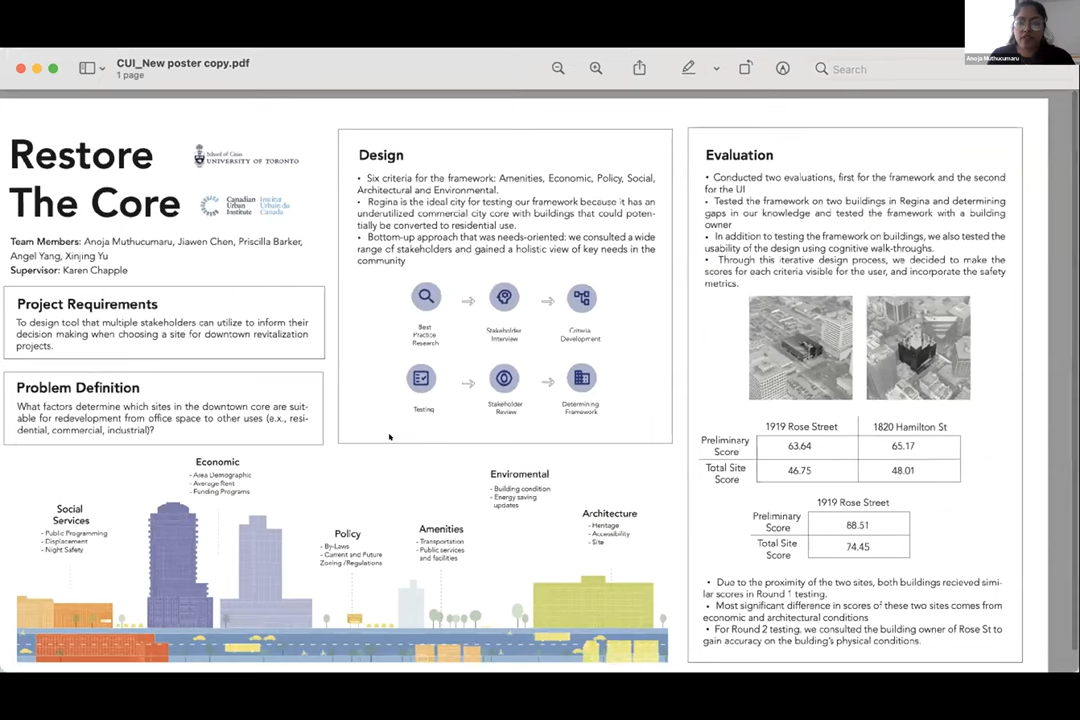 Anoja Muthucumaru
CUI_New poster copy.pdf
1 page
Search
Restore
The Core
School of Cities
UNIVERSITY OF TORONTO
Canadian
Urban
Institute
Institut
Urbain du
Canada
Team Members: Anoja Muthucumaru, Jiawen Chen, Priscilla Barker,
Angel Yang, Xinjing Yu
Supervisor: Karen Chapple
Project Requirements
To design tool that multiple stakeholders can utilize to inform their
decision making when choosing a site for downtown revitalization
projects.
Problem Definition
What factors determine which sites in the downtown core are suit-
able for redevelopment from office space to other uses (e.x., resi-
dential, commercial, industrial)?
Design
• Six criteria for the framework: Amenities, Economic, Policy, Social,
Architectural and Environmental.
• Regina is the ideal city for testing our framework because it has an
underutilized commercial city core with buildings that could poten-
tially be converted to residential use.
• Bottom-up approach that was needs-oriented: we consulted a wide
range of stakeholders and gained a holistic view of key needs in the
community
Best
Practice
Research
Stakeholder
Interview
Criteria
Development
Testing
Stakeholder
Review
Determining
Framework
Social
Services
- Public Programming
- Displacement
- Night Safety
Economic
- Area Demographic
- Average Rent
- Funding Programs
Policy
- By-Laws
- Current and Future
Zoning /Regulations
Amenities
- Transportation
- Public services
and facilities
Enviromental
- Building condition
- Energy saving
updates
Architecture
- Heritage
- Accessibility
- Site
Evaluation
• Conducted two evaluations, first for the framework and the second
for the UI
• Tested the framework on two buildings in Regina and determining
gaps in our knowledge and tested the framework with a building
owner
• In addition to testing the framework on buildings, we also tested the
usability of the design using cognitive walk-throughs.
• Through this iterative design process, we decided to make the
scores for each criteria visible for the user, and incorporate the safety
metrics.
1919 Rose Street 1820 Hamilton St
Preliminary
Score 63.64 65.17
Total Site
Score 46.75 48.01
1919 Rose Street
Preliminary
Score 88.51
Total Site
Score 74.45
• Due to the proximity of the two sites, both buildings recieved simi-
lar scores in Round 1 testing.
• Most significant difference in scores of these two sites comes from
economic and architectural conditions
• For Round 2 testing, we consulted the building owner of Rose St to
gain accuracy on the bulding's physical conditions.